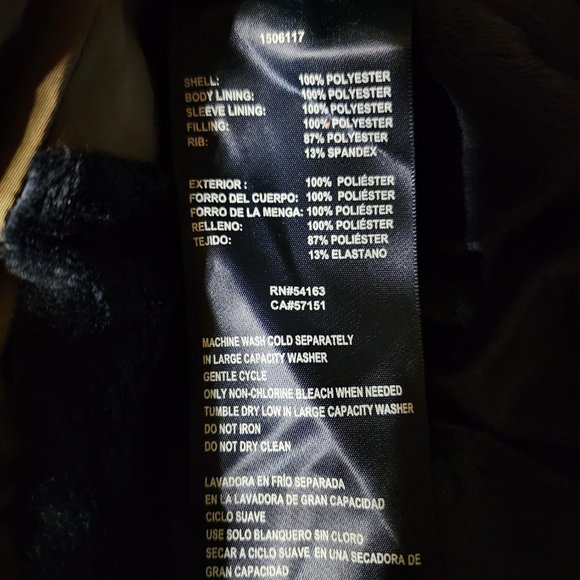 1506117
SHELL: 100% POLYESTER
BODY LINING: 100% POLYESTER
SLEEVE LINING: 100% POLYESTER
FILLING: 100% POLYESTER
RIB: 87% POLYESTER
13% SPANDEX
EXTERIOR : 100% POLIÉSTER
FORRO DEL CUERPO: 100% POLIÉSTER
FORRO DE LA MENGA: 100% POLIÉSTER
RELLENO: 100% POLIÉSTER
TEJIDO: 87% POLIÉSTER
13% ELASTANO
RN#54163
CA#57151
MACHINE WASH COLD SEPARATELY
IN LARGE CAPACITY WASHER
GENTLE CYCLE
ONLY NON-CHLORINE BLEACH WHEN NEEDED
TUMBLE DRY LOW IN LARGE CAPACITY WASHER
DO NOT IRON
DO NOT DRY CLEAN
LAVADORA EN FRÍO SEPARADA
EN LA LAVADORA DE GRAN CAPACIDAD
CICLO SUAVE
USE SOLO BLANQUERO SIN CLORO
SECAR A CICLO SUAVE EN UNA SECADORA DE
GRAN CAPACIDAD